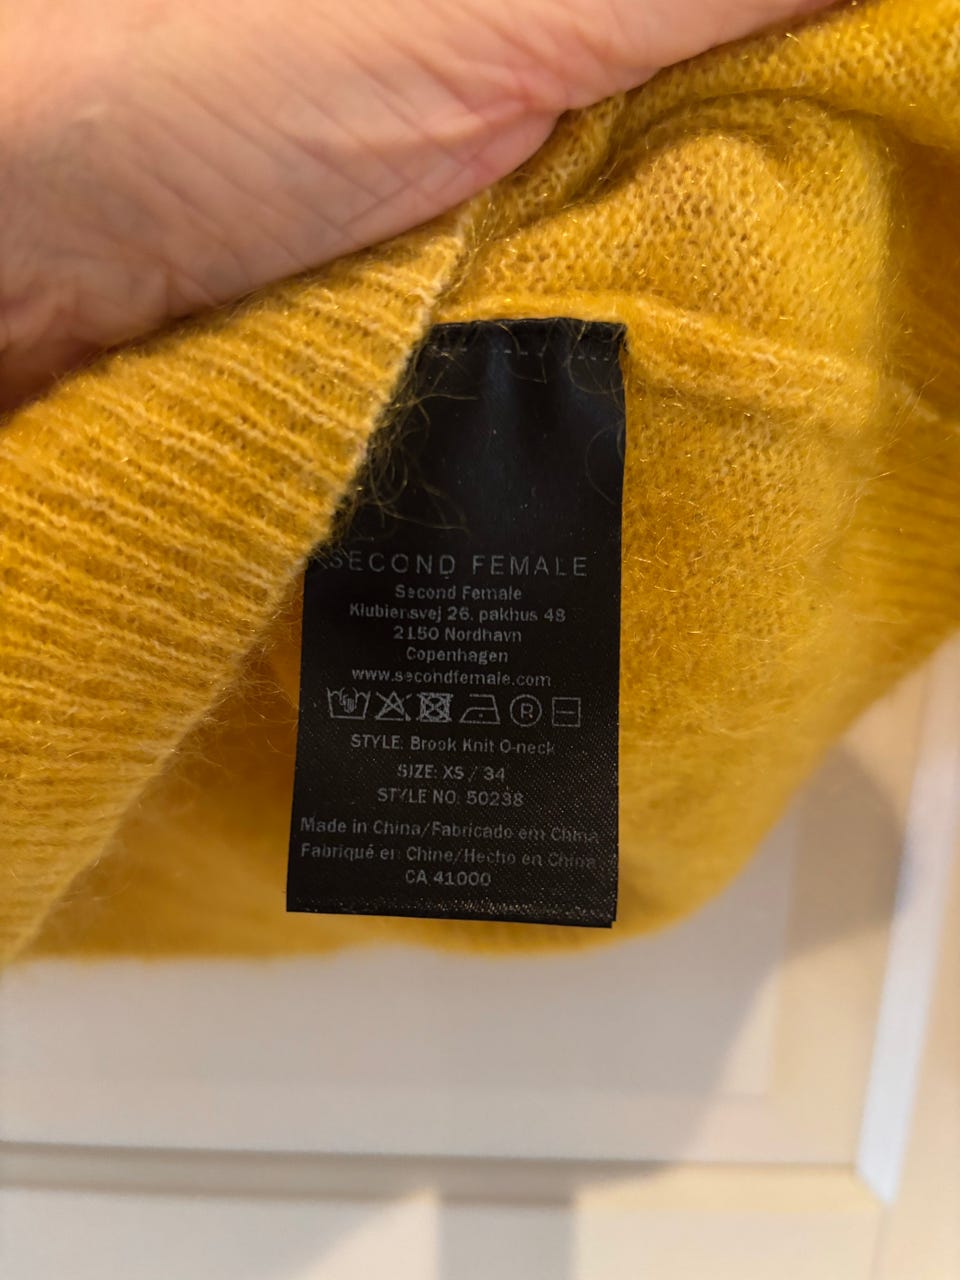 SECOND FEMALE
Second Female
Klubiensvej 26, pakhus 48
2150 Nordhavn
Copenhagen
www.secondfemale.com
P
STYLE: Brook Knit O-neck
SIZE: XS / 34
STYLE NO: 50238
Made in China/Fabricado em China
Fabriqué en Chine/Hecho en China
CA 41000